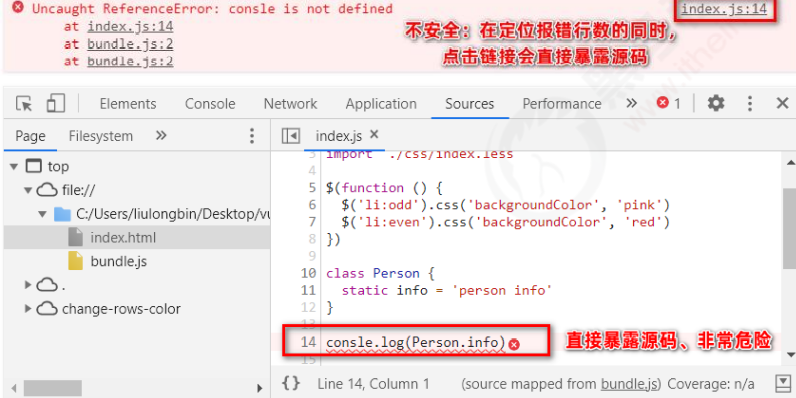 Uncaught ReferenceError: consle is not defined
index.js:14
at index.js:14
at bundle.js:2
at bundle.js:2
不安全：在定位报错行数的同时，
点击链接会直接暴露源码
Elements Console Network Application Sources Performance » 1
Page Filesystem »
index.js ×
top
file://
C:/Users/liulongbin/Desktop/vu
index.html
bundle.js
.
change-rows-color
3 import './css/index.less
4
5 $(function () {
6 $('li:odd').css('backgroundColor', 'pink')
7 $('li:even').css('backgroundColor', 'red')
8 })
9
10 class Person {
11 static info = 'person info'
12 }
13
14 consle.log(Person.info)
直接暴露源码、非常危险
15
{} Line 14, Column 1 (source mapped from bundle.js) Coverage: n/a